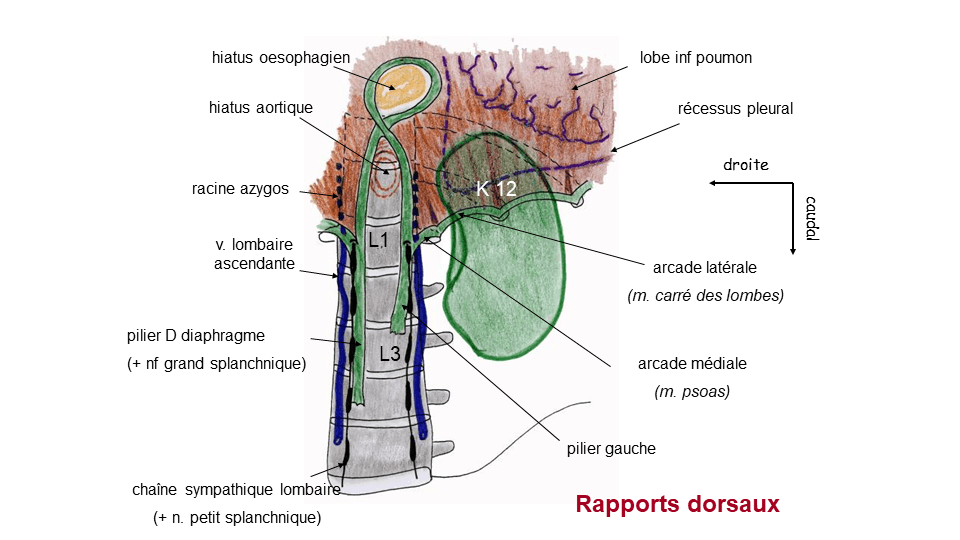 hiatus oesophagien
lobe inf poumon
hiatus aortique
récessus pleural
droite
racine azygos
K 12
caudal
v. lombaire
ascendante
L1
arcade latérale
(m. carré des lombes)
pilier D diaphragme
(+ nf grand splanchnique)
L3
arcade médiale
(m. psoas)
pilier gauche
chaîne sympathique lombaire
(+ n. petit splanchnique)
Rapports dorsaux